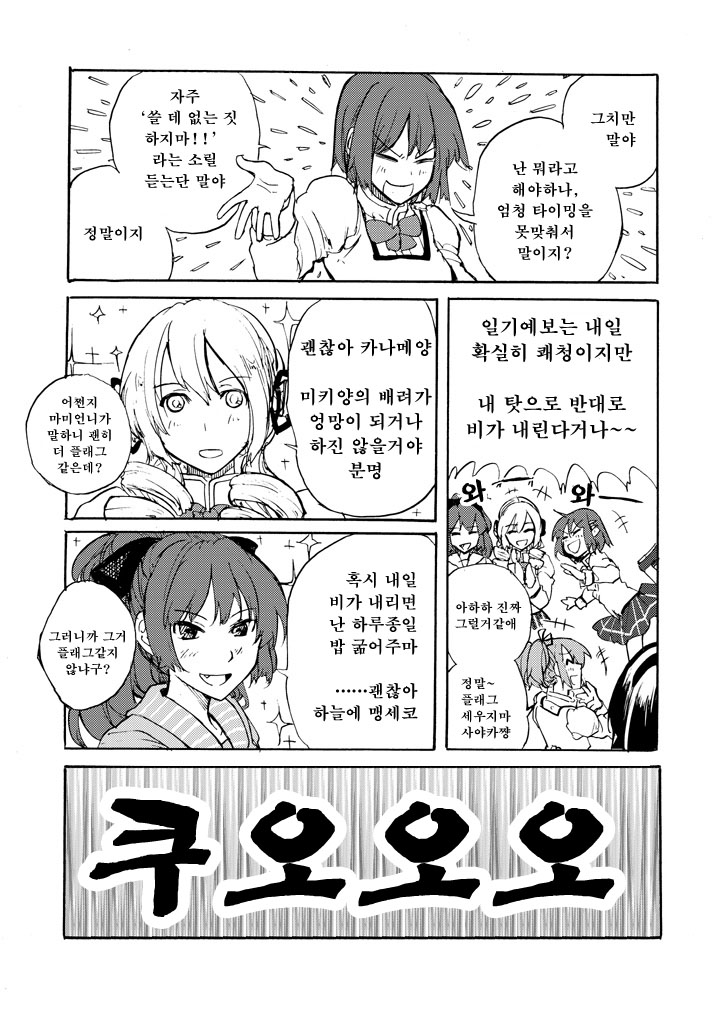 그치만
말야
난 뭐라고
해야하나,
엄청 타이밍을
못맞춰서
말이지?
자주
‘쓸 데 없는 짓
하지마!!’
라는 소릴
듣는단 말야
정말이지
일기예보는 내일
확실히 쾌청이지만
내 탓으로 반대로
비가 내린다거나~~
와
와
아하하 진짜
그럴거같애
정말~
플래그
세우지마
사야카쨩
괜찮아 카나메양
미키양의 배려가
엉망이 되거나
하진 않을거야
분명
어쩐지
마미언니가
말하니 괜히
더 플래그
같은데?
혹시 내일
비가 내리면
난 하루종일
밥 굶어주마
……괜찮아
하늘에 맹세코
그러니까 그거
플래그같지
않냐구?
쿠오오오